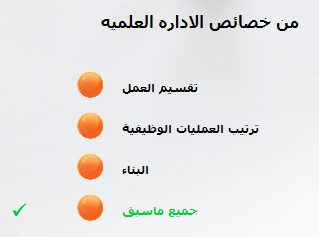 من خصائص الاداره العلميه
تقسيم العمل
ترتيب العمليات الوظيفية
البناء
جميع ماسبق